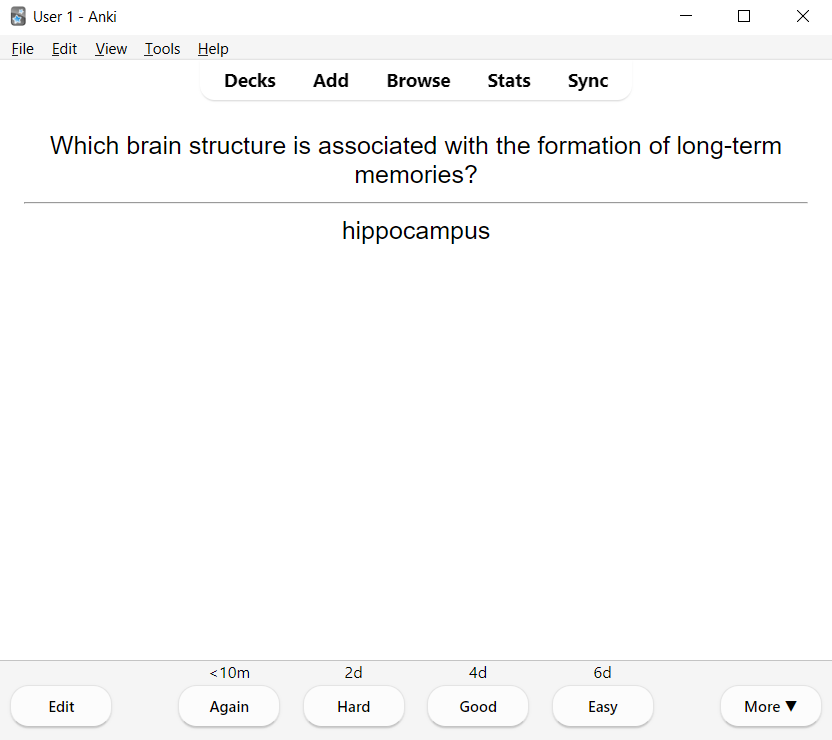 User 1 - Anki
File Edit View Tools Help
Decks Add Browse Stats Sync
Which brain structure is associated with the formation of long-term
memories?
hippocampus
<10m 2d 4d 6d
Edit Again Hard Good Easy More ▼